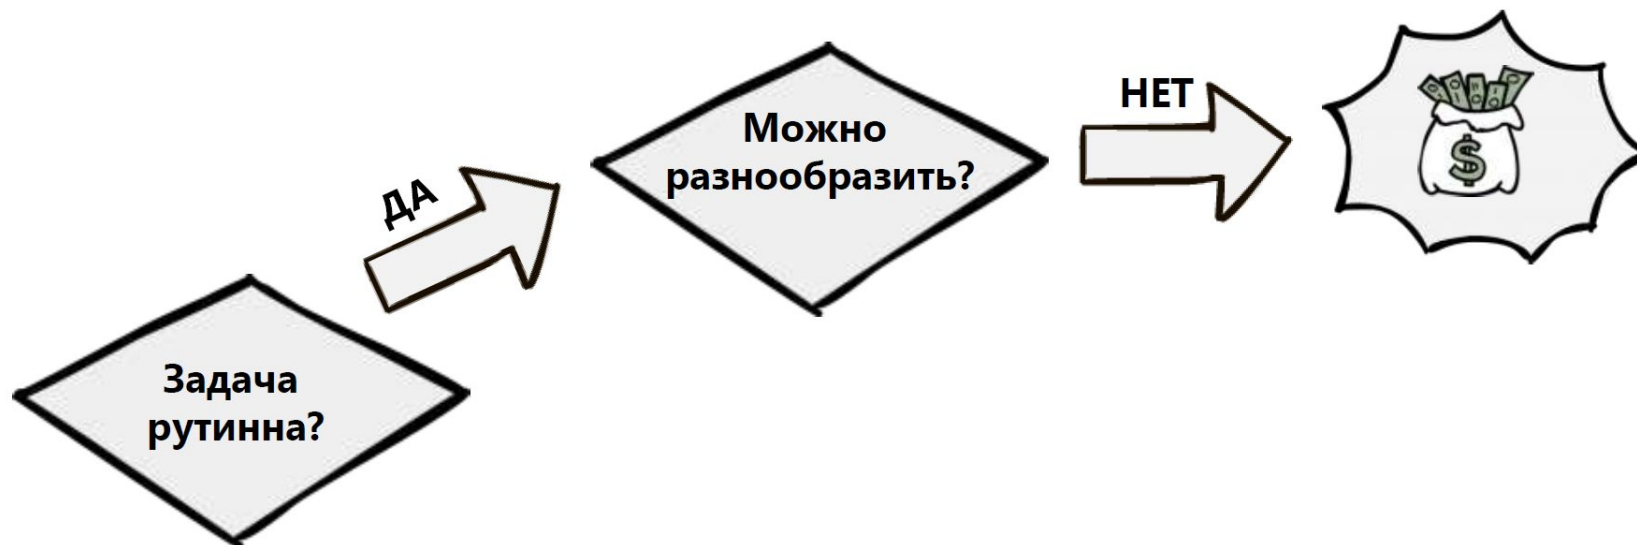 Задача
рутинна?
ДА
Можно
разнообразить?
НЕТ
$